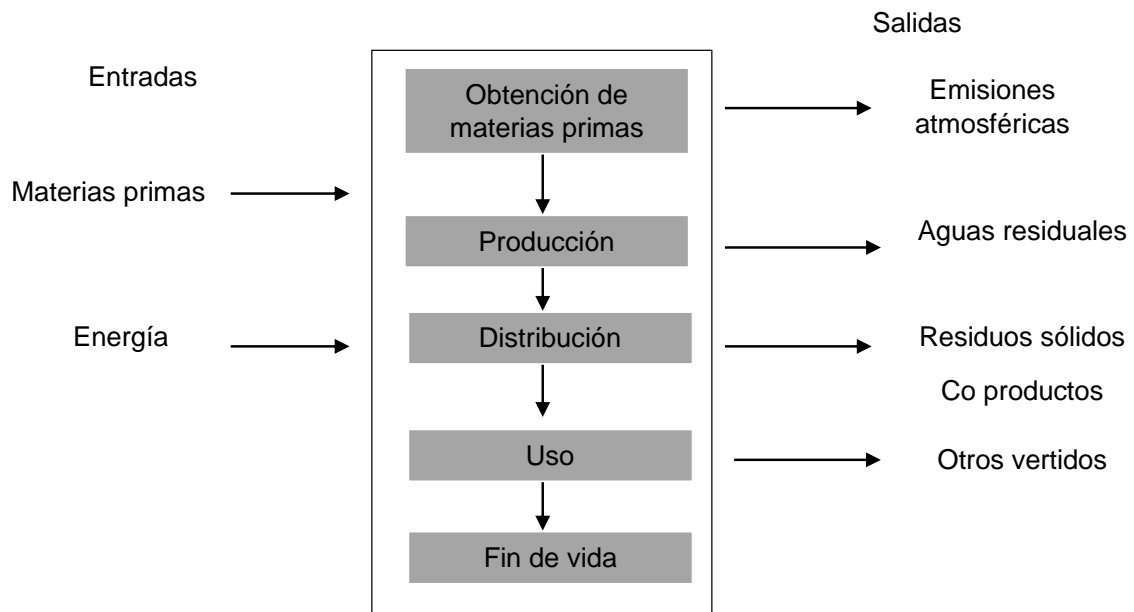 Salidas
Entradas
Obtención de
materias primas
Emisiones
atmosféricas
Materias primas
Producción
Aguas residuales
Energía
Distribución
Residuos sólidos
Co productos
Uso
Otros vertidos
Fin de vida